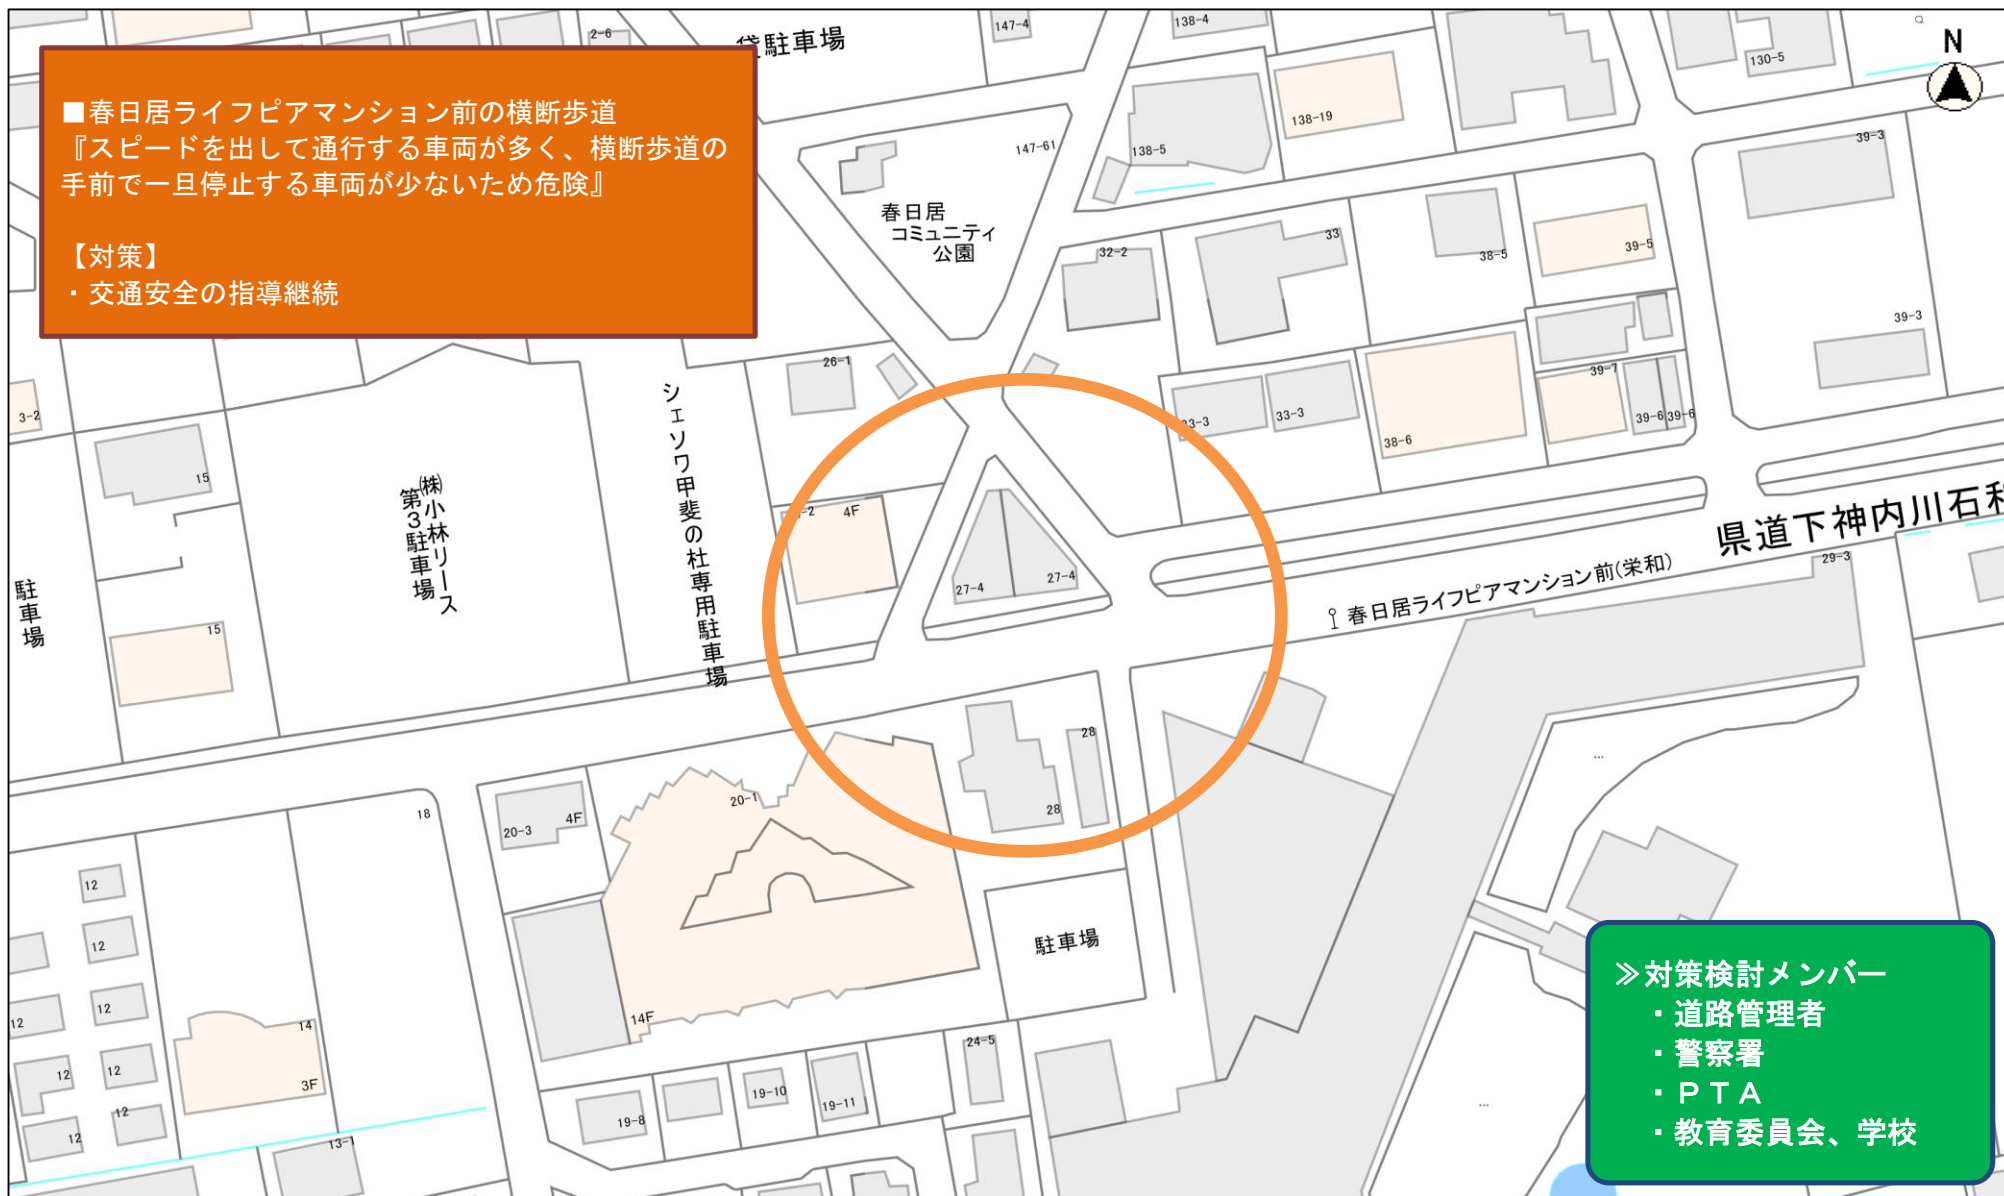 ■春日居ライフピアマンション前の横断歩道
『スピードを出して通行する車両が多く、横断歩道の
手前で一旦停止する車両が少ないため危険』
【対策】
・交通安全の指導継続
2-6
貸駐車場
147-4
138-4
130-5
N
138-19
138-5
147-61
39-3
春日居
コミュニティ
公園
32-2
33
38-5
39-5
39-3
26-1
33-3
33-3
38-6
39-7
39-6
39-6
3-2
15
㈱小林リース
第3駐車場
シェソワ甲斐の杜専用駐車場
4F
27-4
27-4
県道下神内川石和
29-3
春日居ライフピアマンション前(栄和)
駐車場
15
28
28
20-1
20-3
4F
18
12
12
12
12
12
12
12
12
14
3F
14F
駐車場
24-5
19-8
19-10
19-11
13-1
≫対策検討メンバー
・道路管理者
・警察署
・ＰＴＡ
・教育委員会、学校